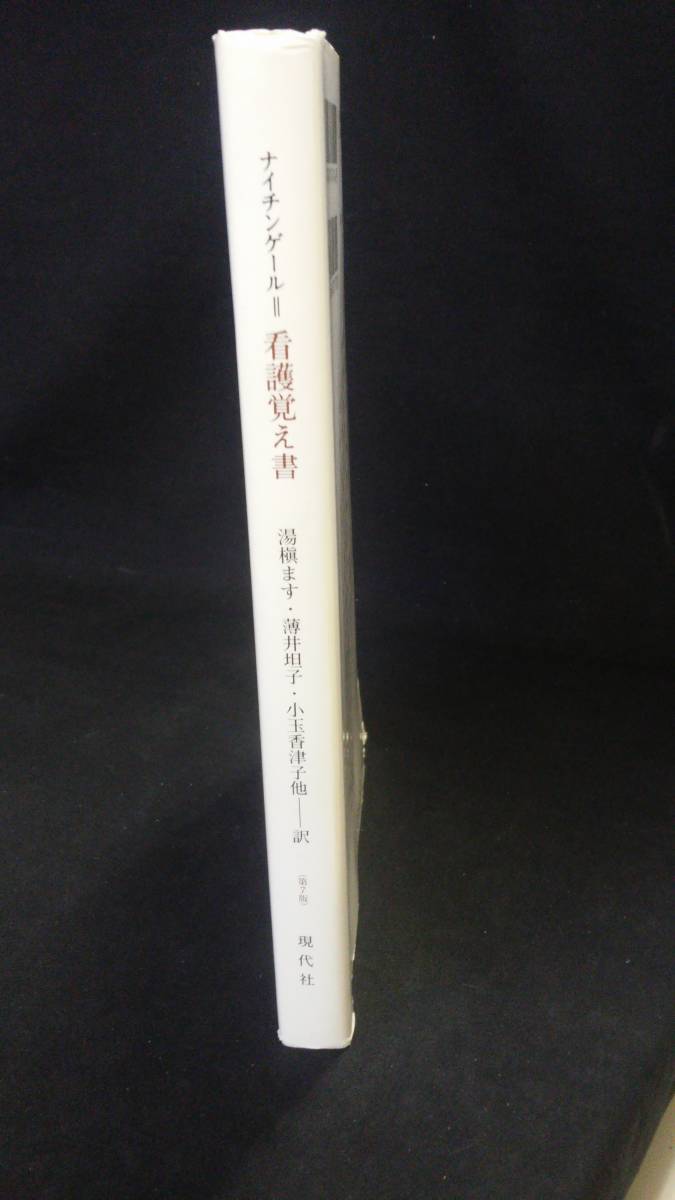 ナイチンゲール＝看護覚え書
湯槇ます・薄井坦子・小玉香津子他──訳
（第7版）
現代社